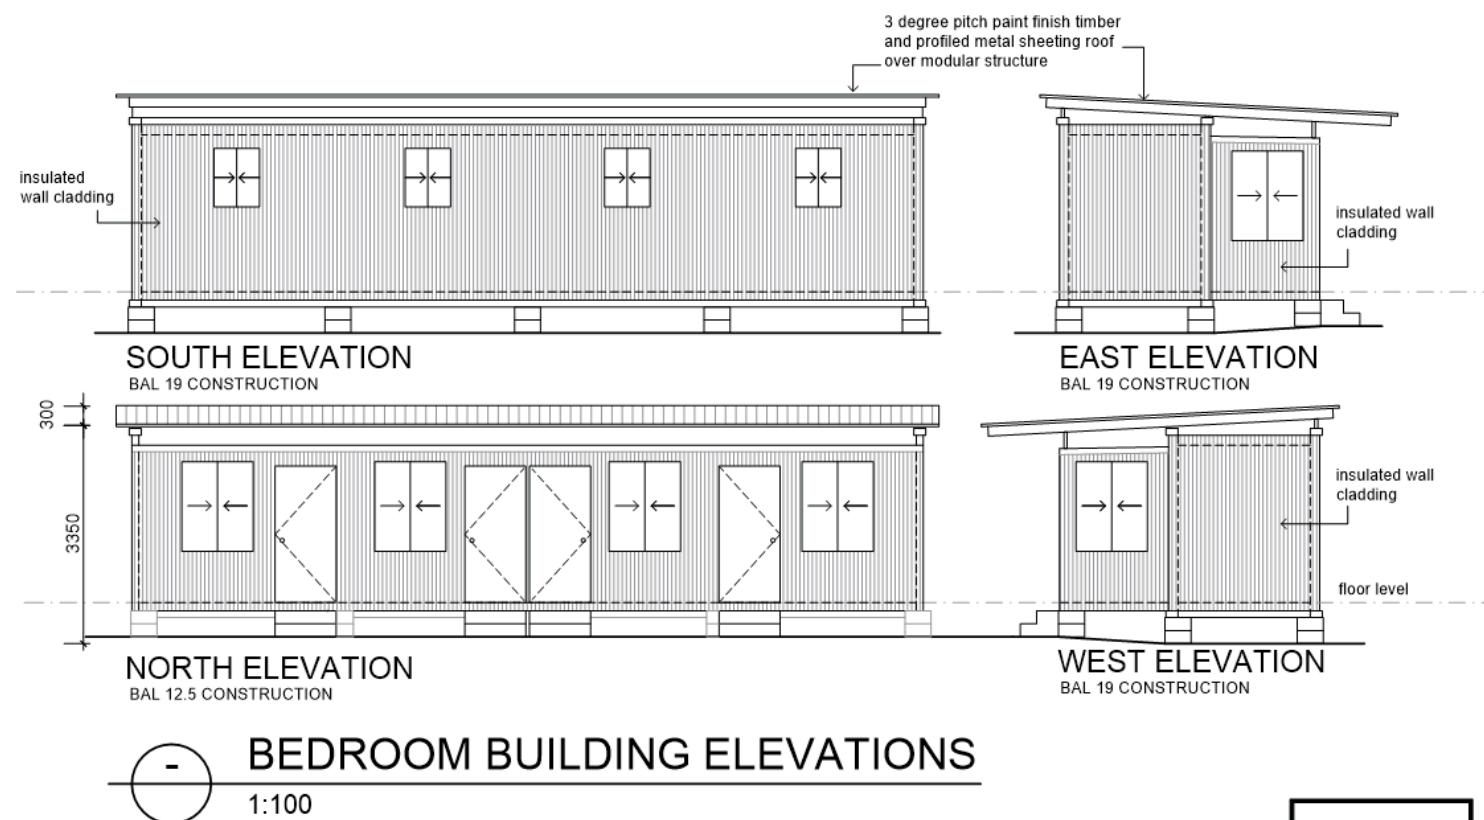 3 degree pitch paint finish timber
and profiled metal sheeting roof
over modular structure
insulated
wall cladding
insulated wall
cladding
SOUTH ELEVATION
BAL 19 CONSTRUCTION
EAST ELEVATION
BAL 19 CONSTRUCTION
300
3350
insulated wall
cladding
floor level
NORTH ELEVATION
BAL 12.5 CONSTRUCTION
WEST ELEVATION
BAL 19 CONSTRUCTION
-
BEDROOM BUILDING ELEVATIONS
1:100